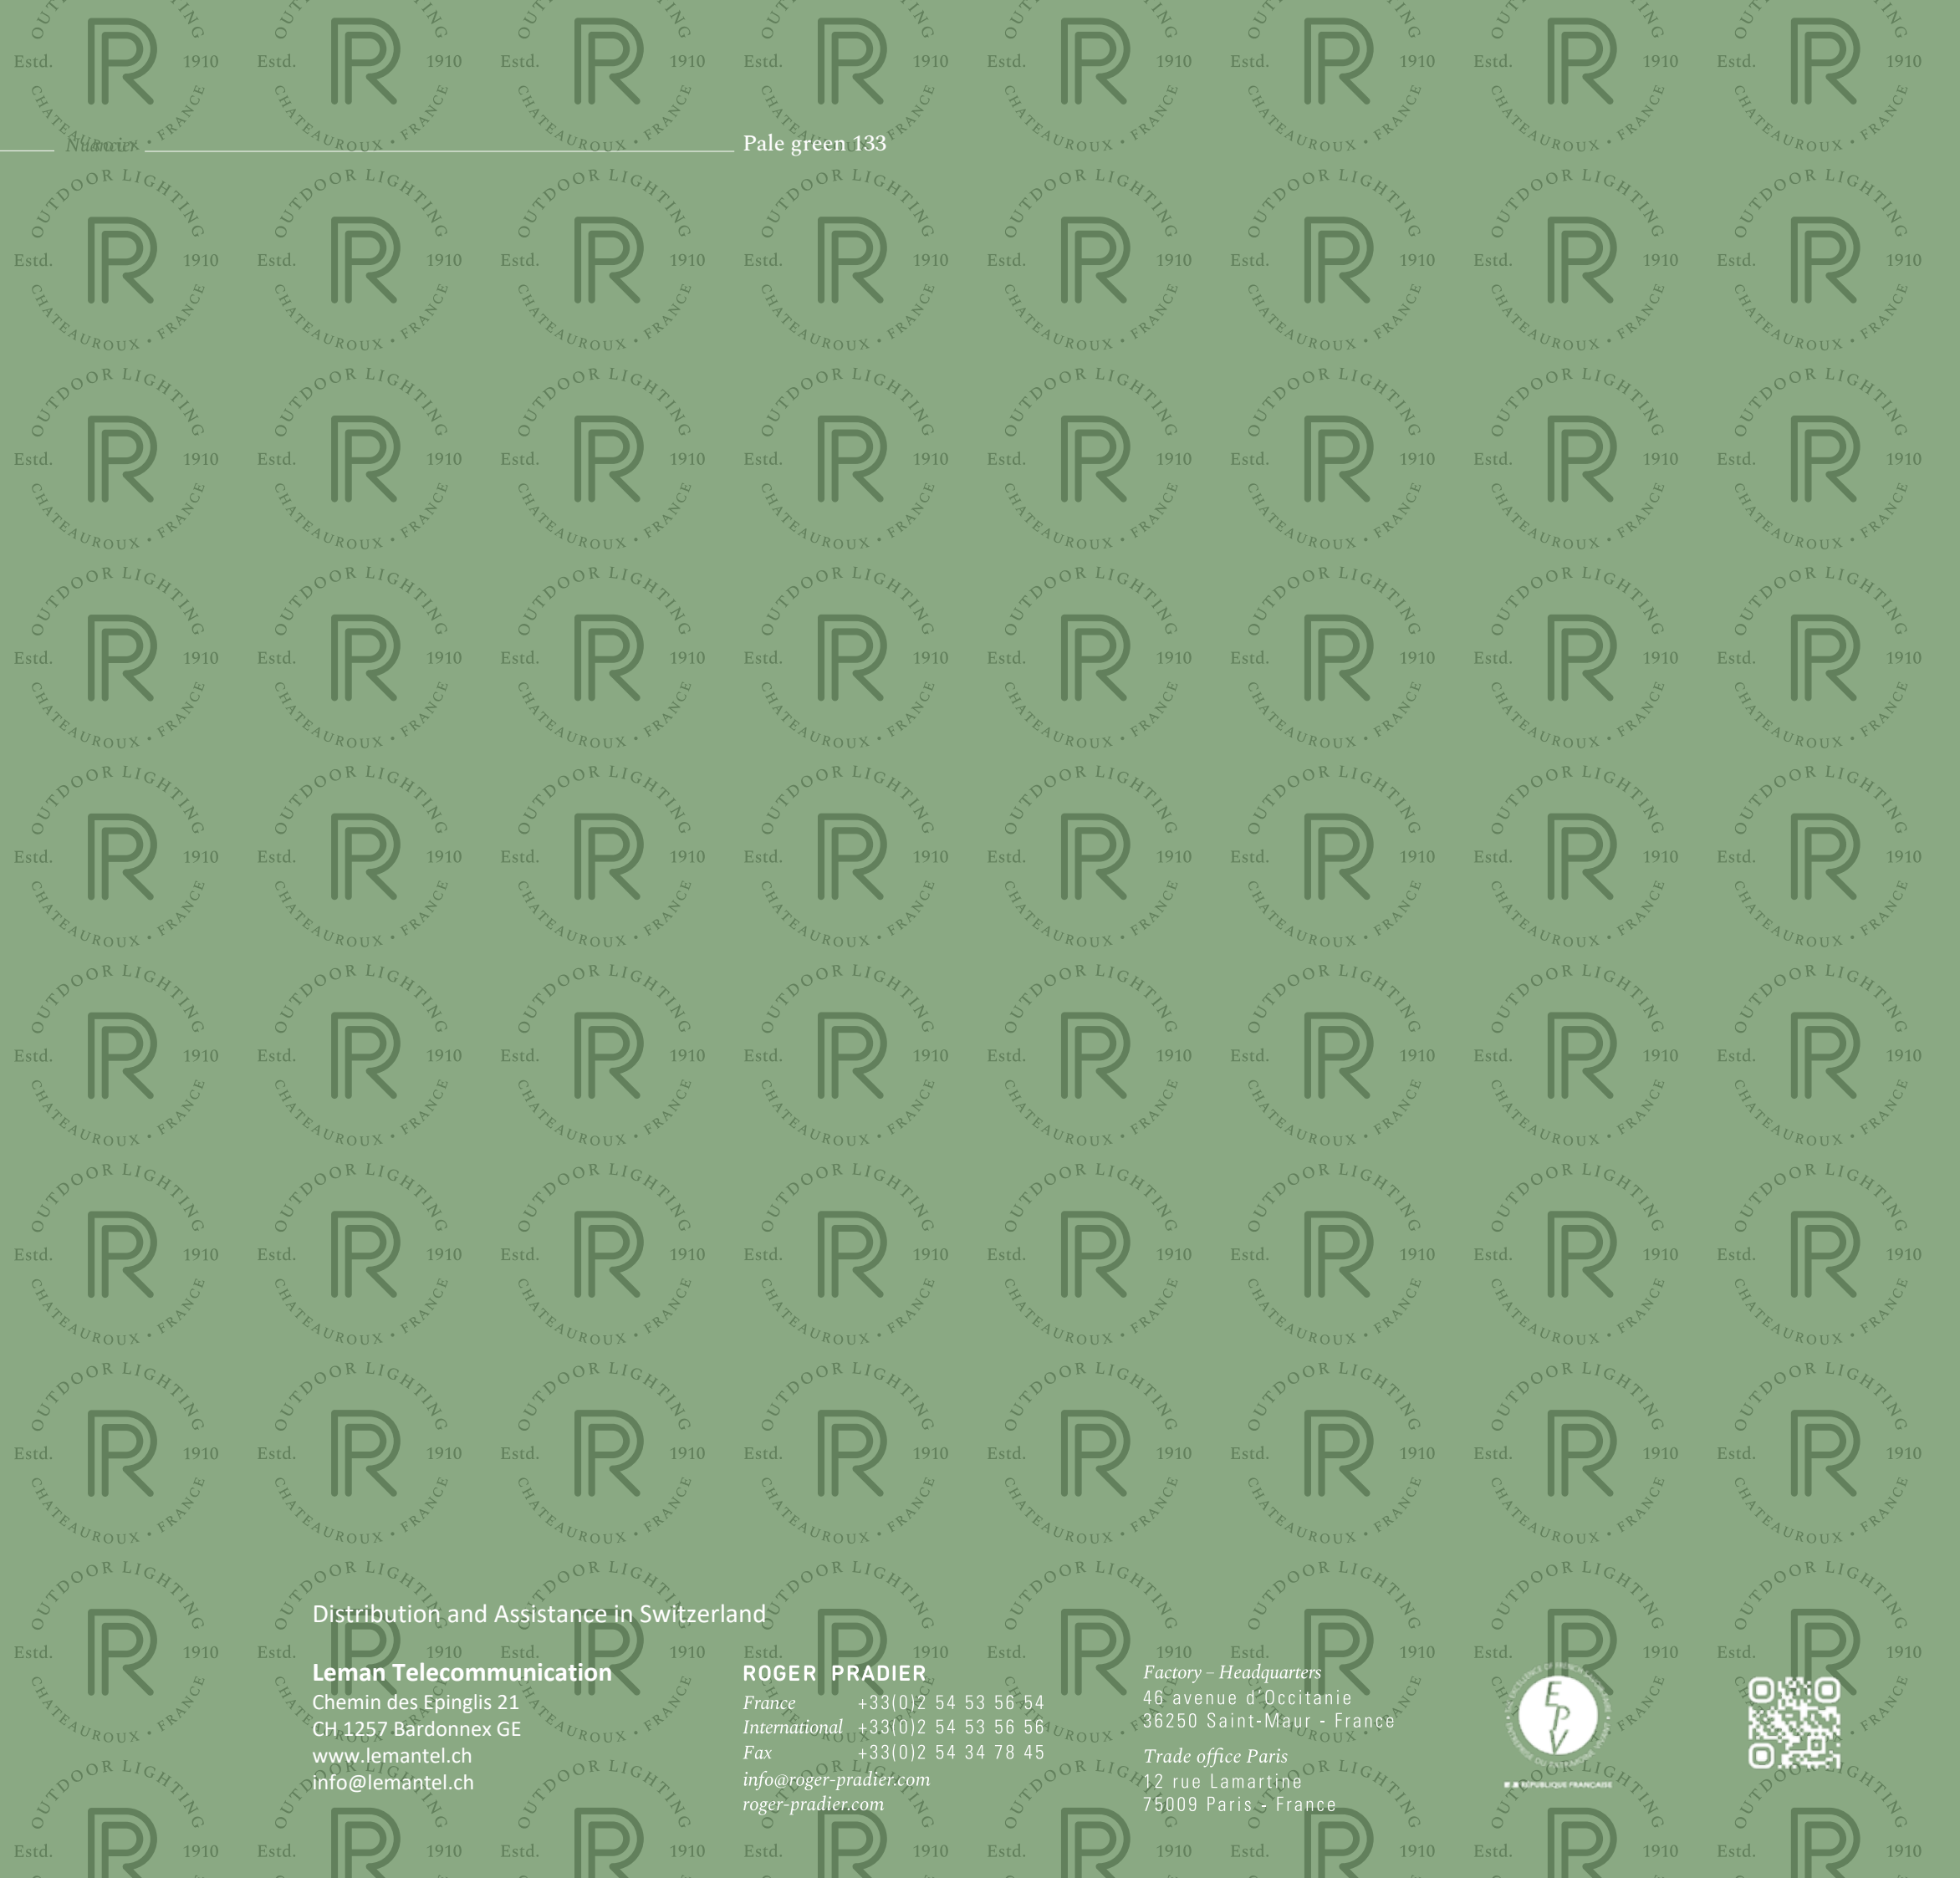 Nuancier
Pale green 133
OUTDOOR LIGHTING
Estd. R 1910
CHATEAUROUX • FRANCE
Distribution and Assistance in Switzerland
Leman Telecommunication
Chemin des Epinglis 21
CH 1257 Bardonnex GE
www.lemantel.ch
info@lemantel.ch
ROGER PRADIER
France +33(0)2 54 53 56 54
International +33(0)2 54 53 56 56
Fax +33(0)2 54 34 78 45
info@roger-pradier.com
roger-pradier.com
Factory – Headquarters
46 avenue d'Occitanie
36250 Saint-Maur - France
Trade office Paris
12 rue Lamartine
75009 Paris - France
EPV
RÉPUBLIQUE FRANÇAISE